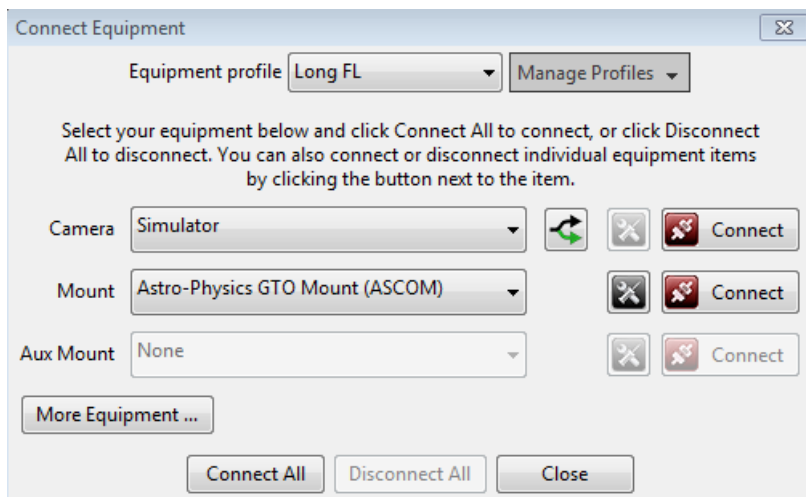 Connect Equipment
Equipment profile Long FL Manage Profiles
Select your equipment below and click Connect All to connect, or click Disconnect
All to disconnect. You can also connect or disconnect individual equipment items
by clicking the button next to the item.
Camera Simulator Connect
Mount Astro-Physics GTO Mount (ASCOM) Connect
Aux Mount None Connect
More Equipment ...
Connect All Disconnect All Close